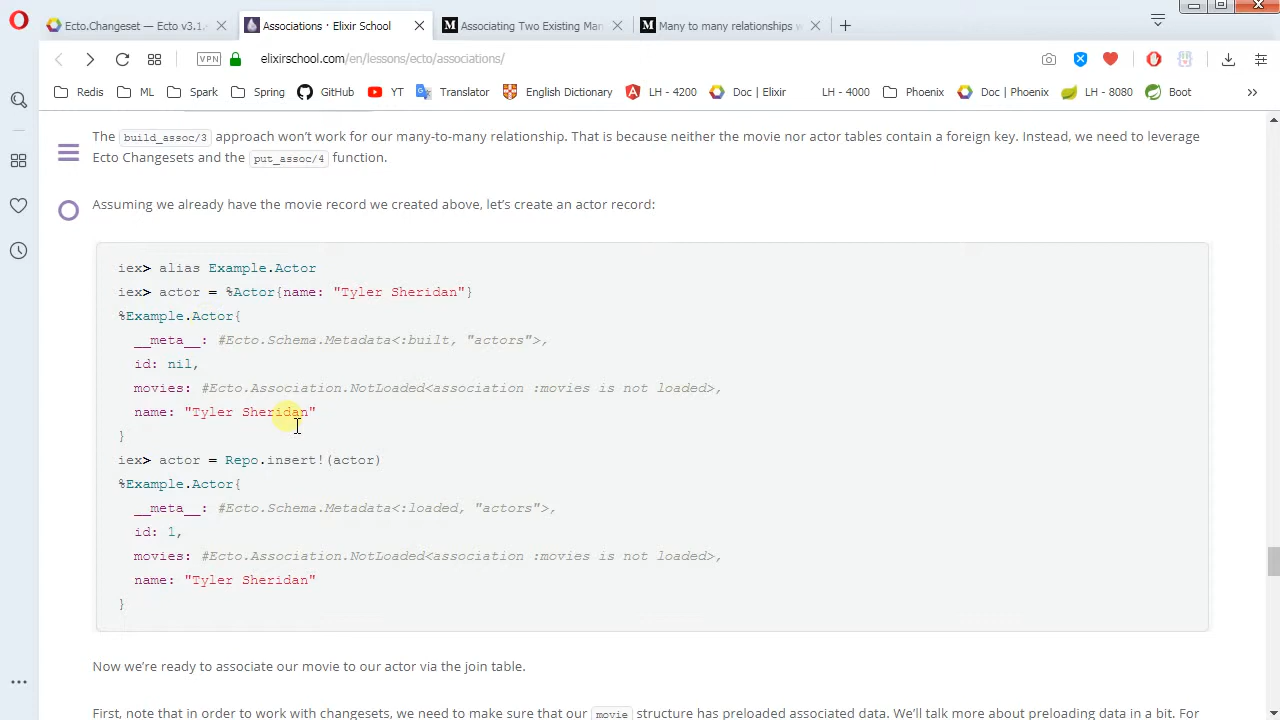 Ecto.Changeset — Ecto v3.1.
Associations · Elixir School
Associating Two Existing Man
Many to many relationships w
VPN
elixirschool.com/en/lessons/ecto/associations/
Redis
ML
Spark
Spring
GitHub
YT
Translator
English Dictionary
LH - 4200
Doc | Elixir
LH - 4000
Phoenix
Doc | Phoenix
LH - 8080
Boot
The build_assoc/3 approach won't work for our many-to-many relationship. That is because neither the movie nor actor tables contain a foreign key. Instead, we need to leverage
Ecto Changesets and the put_assoc/4 function.
Assuming we already have the movie record we created above, let's create an actor record:
iex> alias Example.Actor
iex> actor = %Actor{name: "Tyler Sheridan"}
%Example.Actor{
  __meta__: #Ecto.Schema.Metadata<:built, "actors">,
  id: nil,
  movies: #Ecto.Association.NotLoaded<association :movies is not loaded>,
  name: "Tyler Sheridan"
}
iex> actor = Repo.insert!(actor)
%Example.Actor{
  __meta__: #Ecto.Schema.Metadata<:loaded, "actors">,
  id: 1,
  movies: #Ecto.Association.NotLoaded<association :movies is not loaded>,
  name: "Tyler Sheridan"
}
Now we're ready to associate our movie to our actor via the join table.
First, note that in order to work with changesets, we need to make sure that our movie structure has preloaded associated data. We'll talk more about preloading data in a bit. For